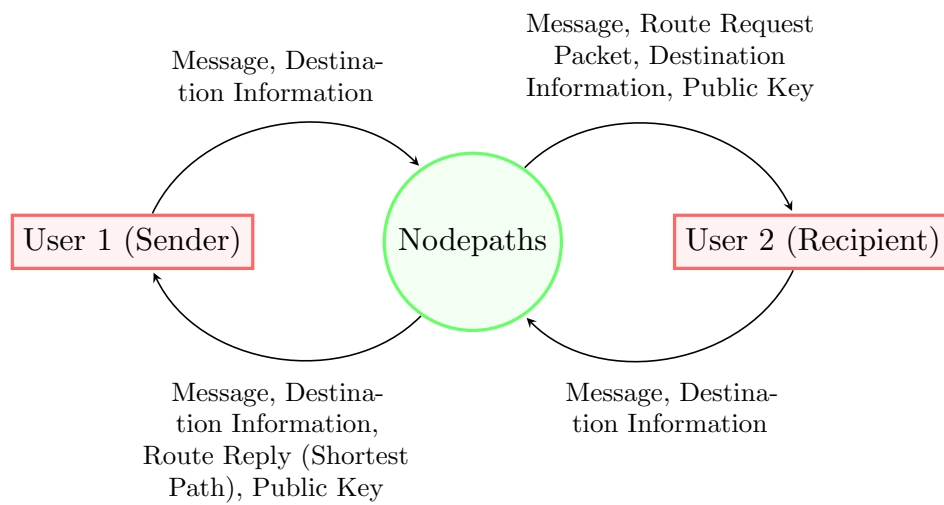 Message, Destina-
tion Information
Message, Route Request
Packet, Destination
Information, Public Key
User 1 (Sender)
Nodepaths
User 2 (Recipient)
Message, Destina-
tion Information,
Route Reply (Shortest
Path), Public Key
Message, Destina-
tion Information